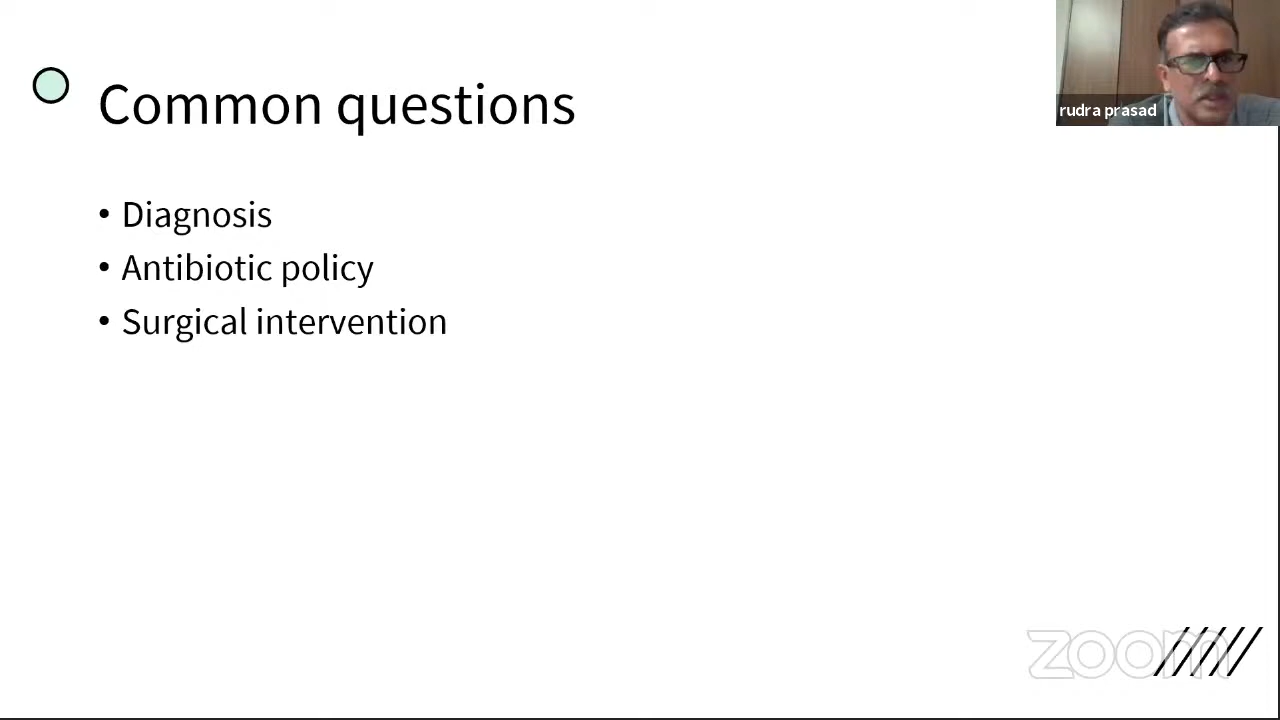 Common questions
rudra prasad
• Diagnosis
• Antibiotic policy
• Surgical intervention
zoom